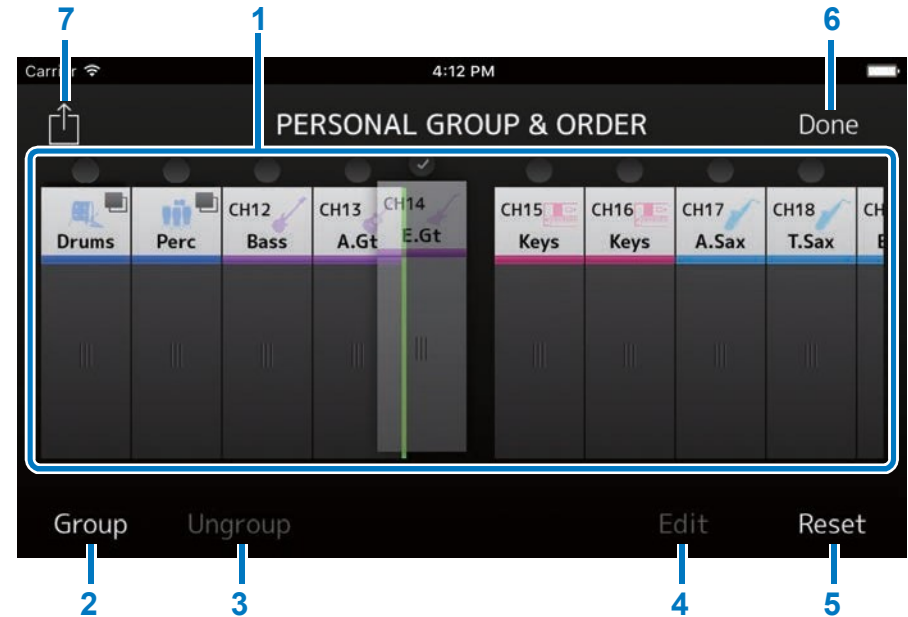 7 1 6
Carrier 4:12 PM
PERSONAL GROUP & ORDER Done
CH12 CH13 CH14 CH15 CH16 CH17 CH18 CH
Drums Perc Bass A.Gt E.Gt Keys Keys A.Sax T.Sax
Group Ungroup Edit Reset
2 3 4 5